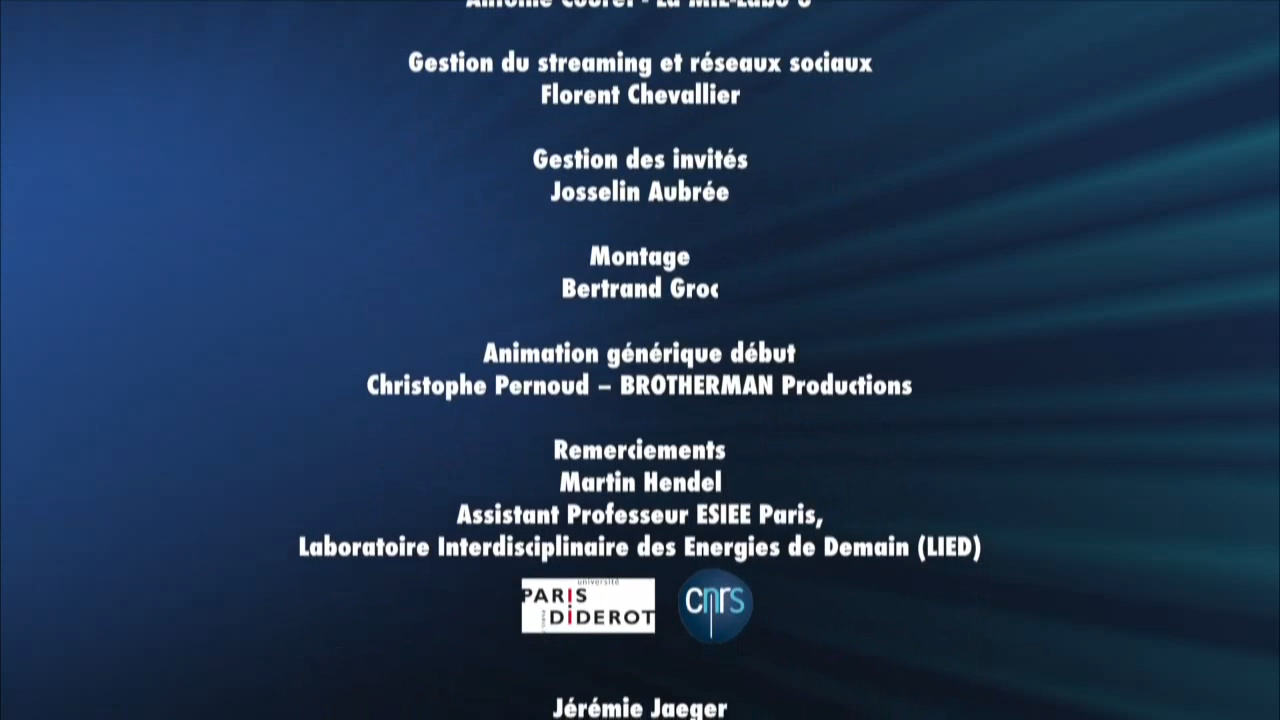 Gestion du streaming et réseaux sociaux
Florent Chevallier
Gestion des invités
Josselin Aubrée
Montage
Bertrand Groc
Animation générique début
Christophe Pernoud – BROTHERMAN Productions
Remerciements
Martin Hendel
Assistant Professeur ESIEE Paris,
Laboratoire Interdisciplinaire des Energies de Demain (LIED)
université
PARIS
DIDEROT
cnrs
Jérémie Jaeger